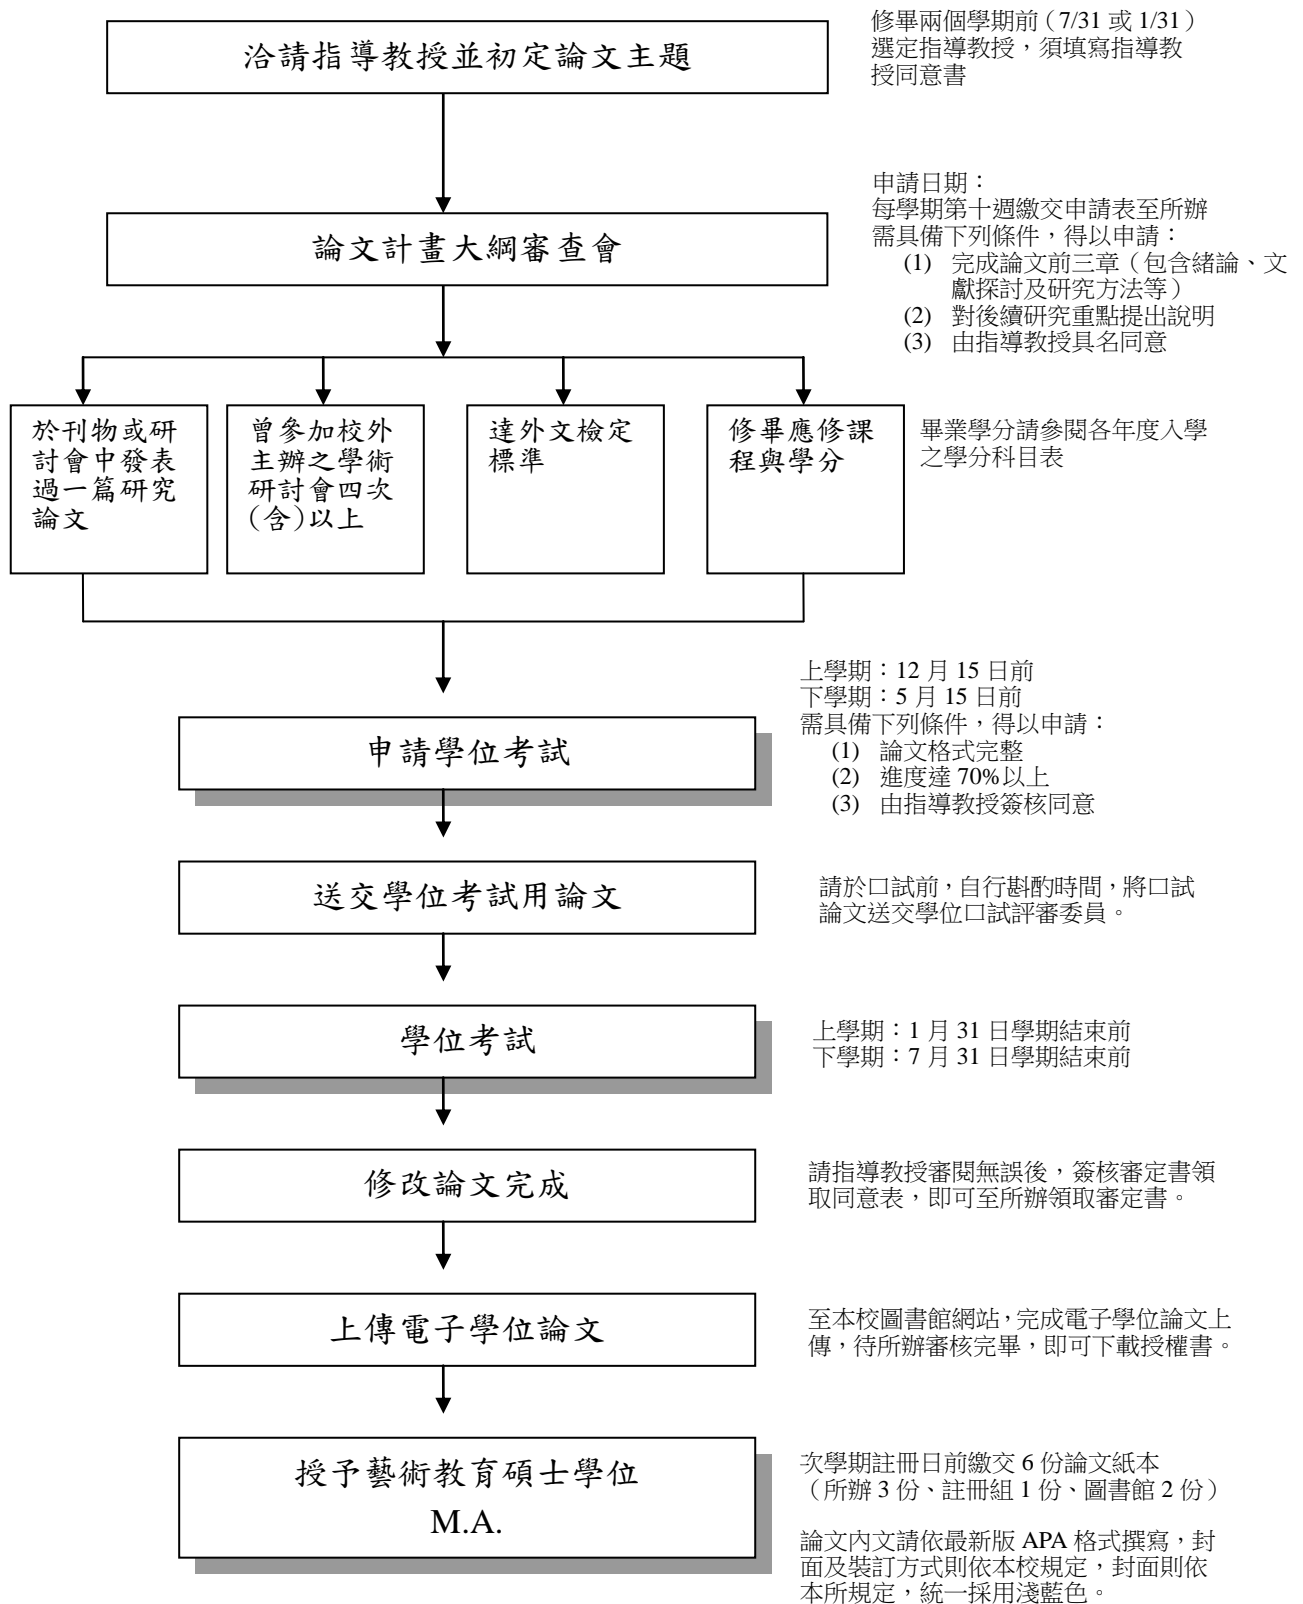 洽請指導教授並初定論文主題
修畢兩個學期前（7/31 或 1/31）
選定指導教授，須填寫指導教
授同意書
論文計畫大綱審查會
申請日期：
每學期第十週繳交申請表至所辦
需具備下列條件，得以申請：
(1) 完成論文前三章（包含緒論、文
獻探討及研究方法等）
(2) 對後續研究重點提出說明
(3) 由指導教授具名同意
於刊物或研
討會中發表
過一篇研究
論文
曾參加校外
主辦之學術
研討會四次
(含)以上
達外文檢定
標準
修畢應修課
程與學分
畢業學分請參閱各年度入學
之學分科目表
申請學位考試
上學期：12 月 15 日前
下學期：5 月 15 日前
需具備下列條件，得以申請：
(1) 論文格式完整
(2) 進度達 70%以上
(3) 由指導教授簽核同意
送交學位考試用論文
請於口試前，自行斟酌時間，將口試
論文送交學位口試評審委員。
學位考試
上學期：1 月 31 日學期結束前
下學期：7 月 31 日學期結束前
修改論文完成
請指導教授審閱無誤後，簽核審定書領
取同意表，即可至所辦領取審定書。
上傳電子學位論文
至本校圖書館網站，完成電子學位論文上
傳，待所辦審核完畢，即可下載授權書。
授予藝術教育碩士學位
M.A.
次學期註冊日前繳交 6 份論文紙本
（所辦 3 份、註冊組 1 份、圖書館 2 份）
論文內文請依最新版 APA 格式撰寫，封
面及裝訂方式則依本校規定，封面則依
本所規定，統一採用淺藍色。